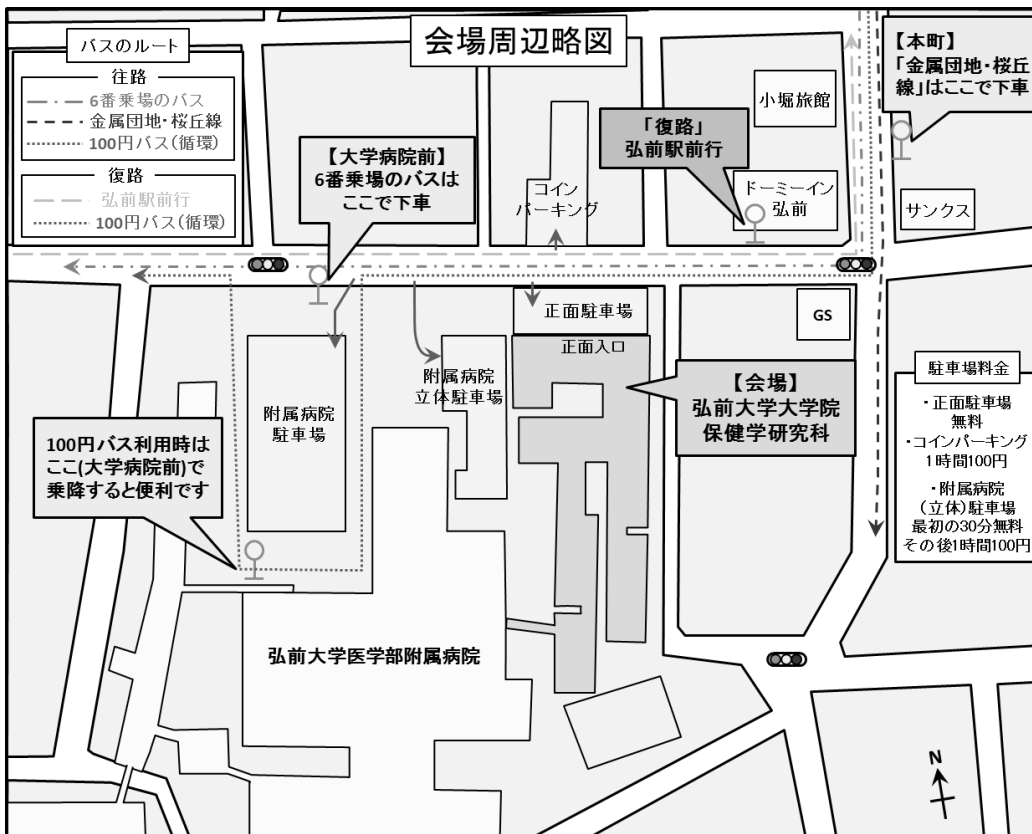 会場周辺略図
バスのルート
往路
6番乗場のバス
金属団地・桜丘線
100円バス(循環)
復路
弘前駅前行
100円バス(循環)
【大学病院前】
6番乗場のバスは
ここで下車
コイン
パーキング
「復路」
弘前駅前行
小堀旅館
ドーミーイン
弘前
【本町】
「金属団地・桜丘
線」はここで下車
サンクス
正面駐車場
正面入口
GS
附属病院
駐車場
附属病院
立体駐車場
【会場】
弘前大学大学院
保健学研究科
駐車場料金
・正面駐車場
無料
・コインパーキング
1時間100円
・附属病院
(立体)駐車場
最初の30分無料
その後1時間100円
100円バス利用時は
ここ(大学病院前)で
乗降すると便利です
弘前大学医学部附属病院
N